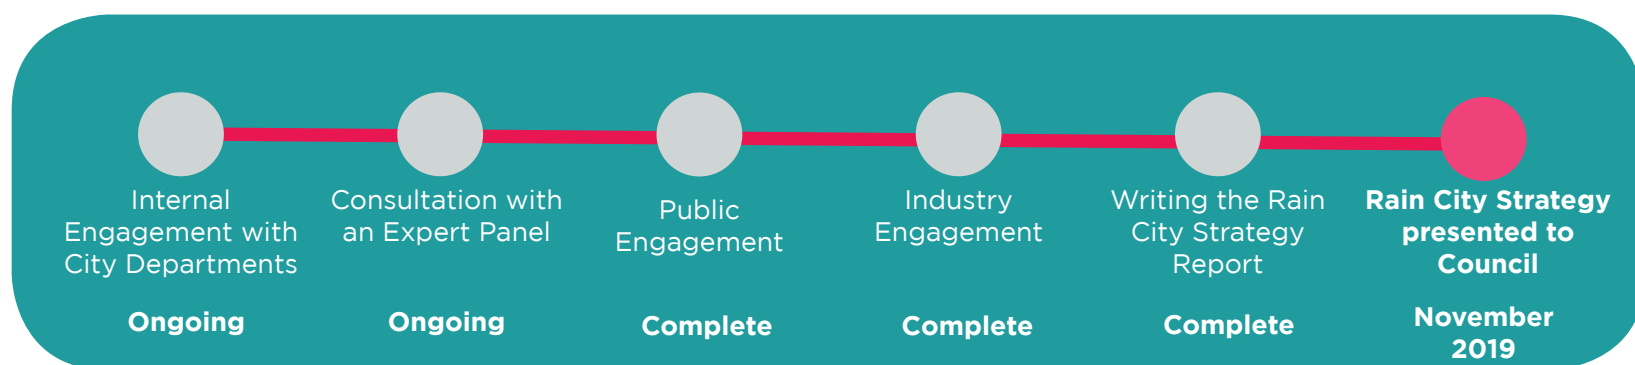 Internal
Engagement with
City Departments
Ongoing
Consultation with
an Expert Panel
Ongoing
Public
Engagement
Complete
Industry
Engagement
Complete
Writing the Rain
City Strategy
Report
Complete
Rain City Strategy
presented to
Council
November
2019